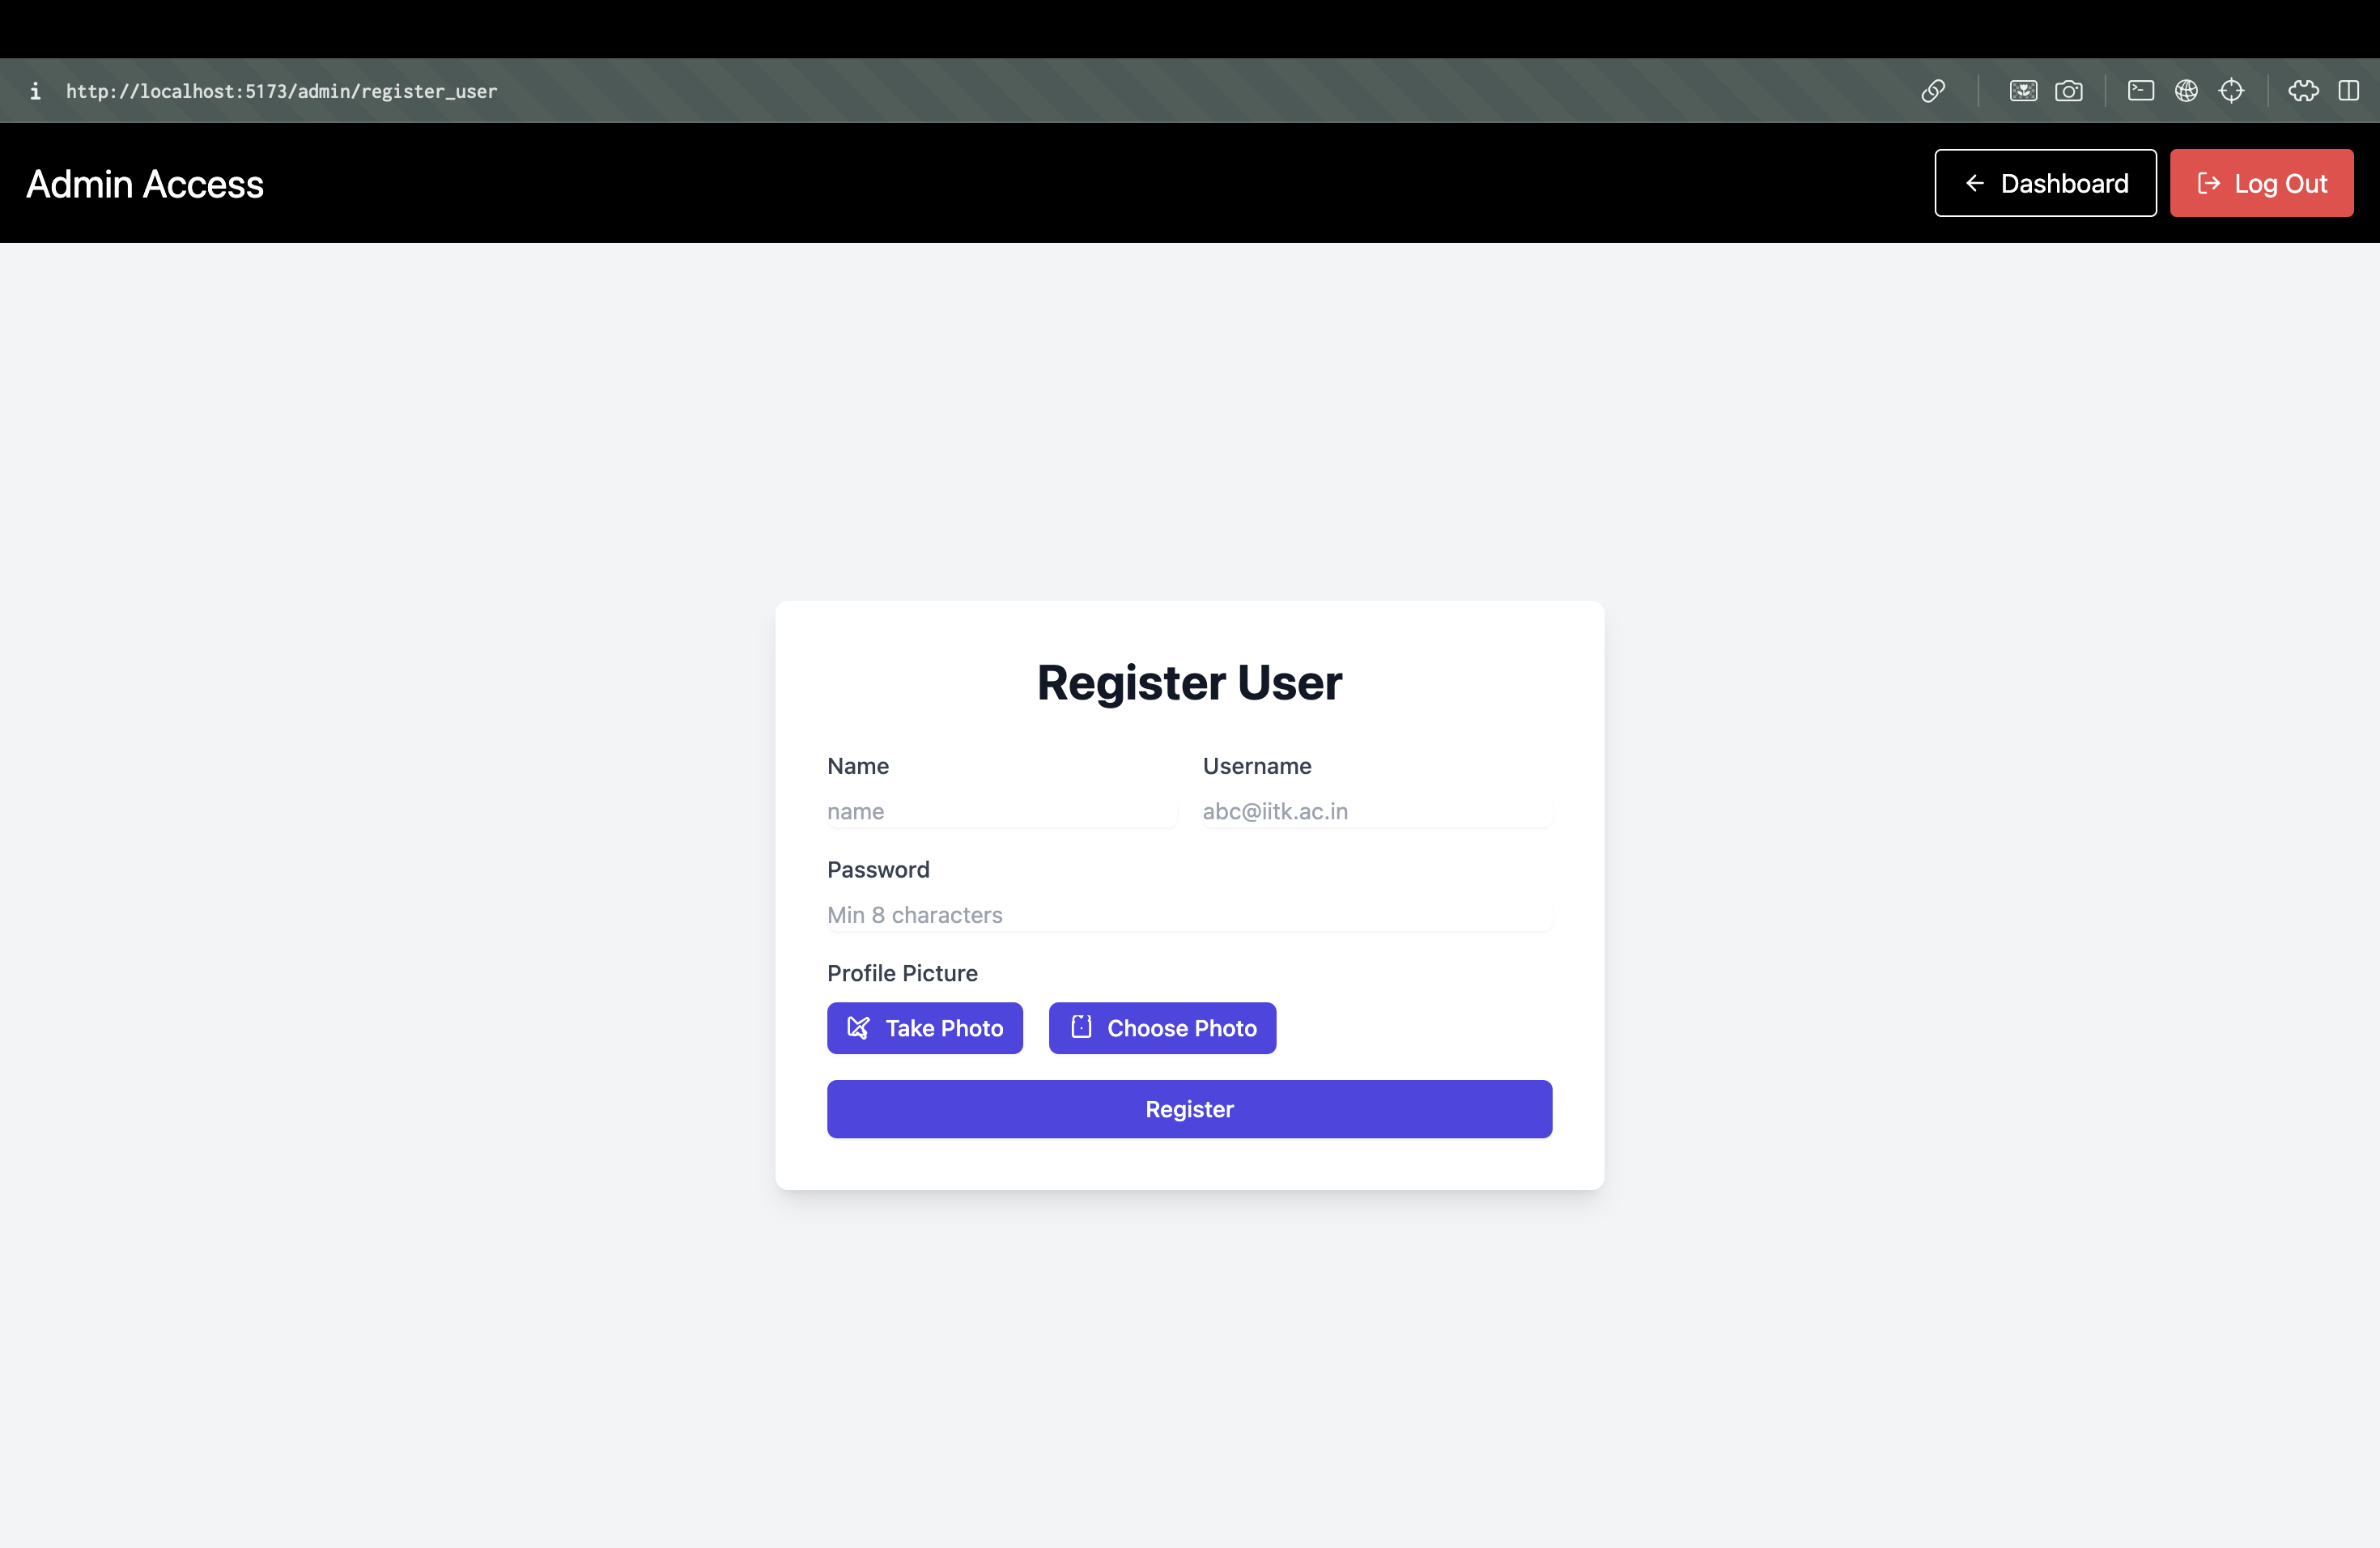 http://localhost:5173/admin/register_user
Admin Access
Dashboard
Log Out
Register User
Name Username
name abc@iitk.ac.in
Password
Min 8 characters
Profile Picture
Take Photo Choose Photo
Register